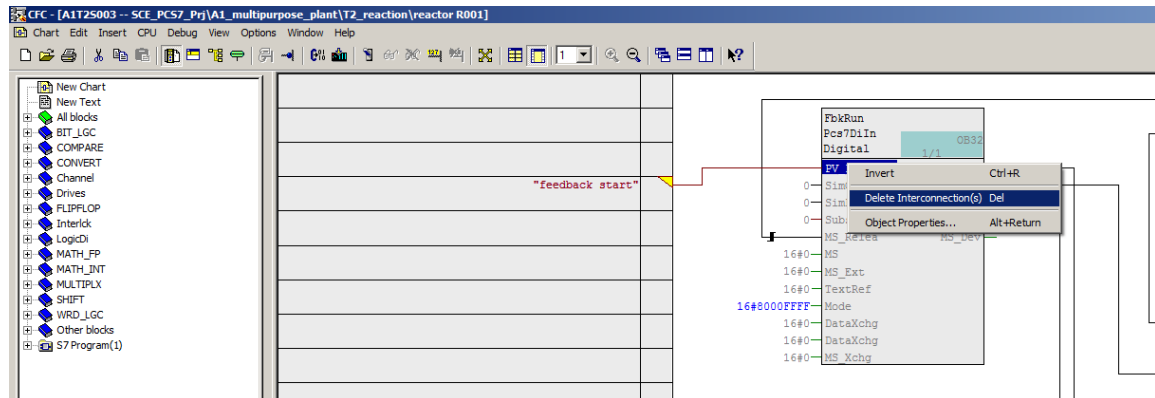 CFC - [A1T2S003 -- SCE_PCS7_Prj\A1_multipurpose_plant\T2_reaction\reactor R001]
Chart Edit Insert CPU Debug View Options Window Help
1
New Chart
New Text
All blocks
BIT_LGC
COMPARE
CONVERT
Channel
Drives
FLIPFLOP
Interlck
LogicDi
MATH_FP
MATH_INT
MULTIPLX
SHIFT
WRD_LGC
Other blocks
S7 Program(1)
"feedback start"
FbkRun
Pcs7DiIn
Digital
OB32
1/1
PV
0 Sim
0 Sim
0 Sub
MS_Relea MS_Dev
16#0 MS
16#0 MS_Ext
16#0 TextRef
16#8000FFFF Mode
16#0 DataXchg
16#0 DataXchg
16#0 MS_Xchg
Invert Ctrl+R
Delete Interconnection(s) Del
Object Properties... Alt+Return